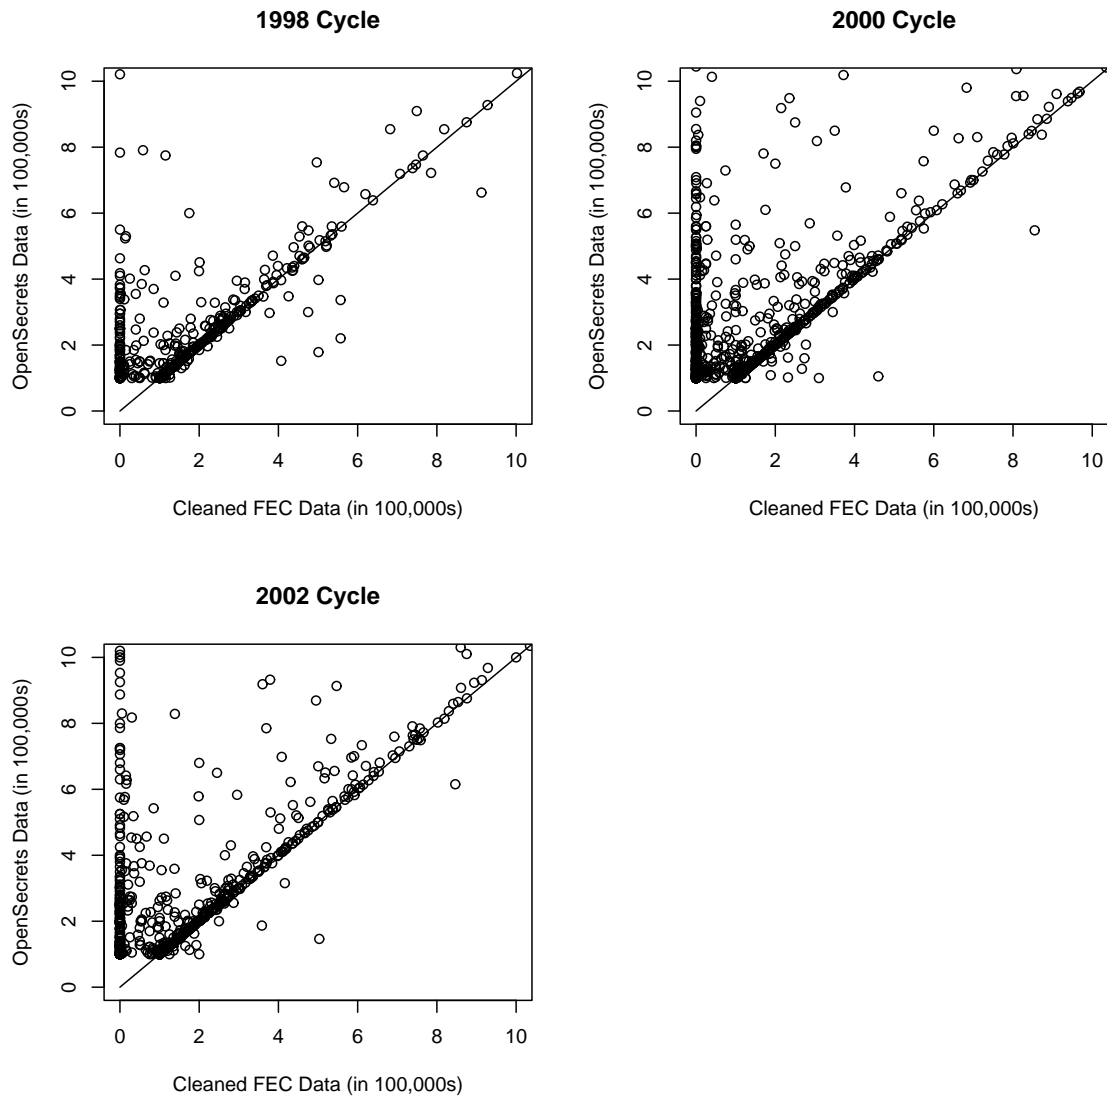 1998 Cycle
OpenSecrets Data (in 100,000s)
10
8
6
4
2
0
0 2 4 6 8 10
Cleaned FEC Data (in 100,000s)
2000 Cycle
OpenSecrets Data (in 100,000s)
10
8
6
4
2
0
0 2 4 6 8 10
Cleaned FEC Data (in 100,000s)
2002 Cycle
OpenSecrets Data (in 100,000s)
10
8
6
4
2
0
0 2 4 6 8 10
Cleaned FEC Data (in 100,000s)